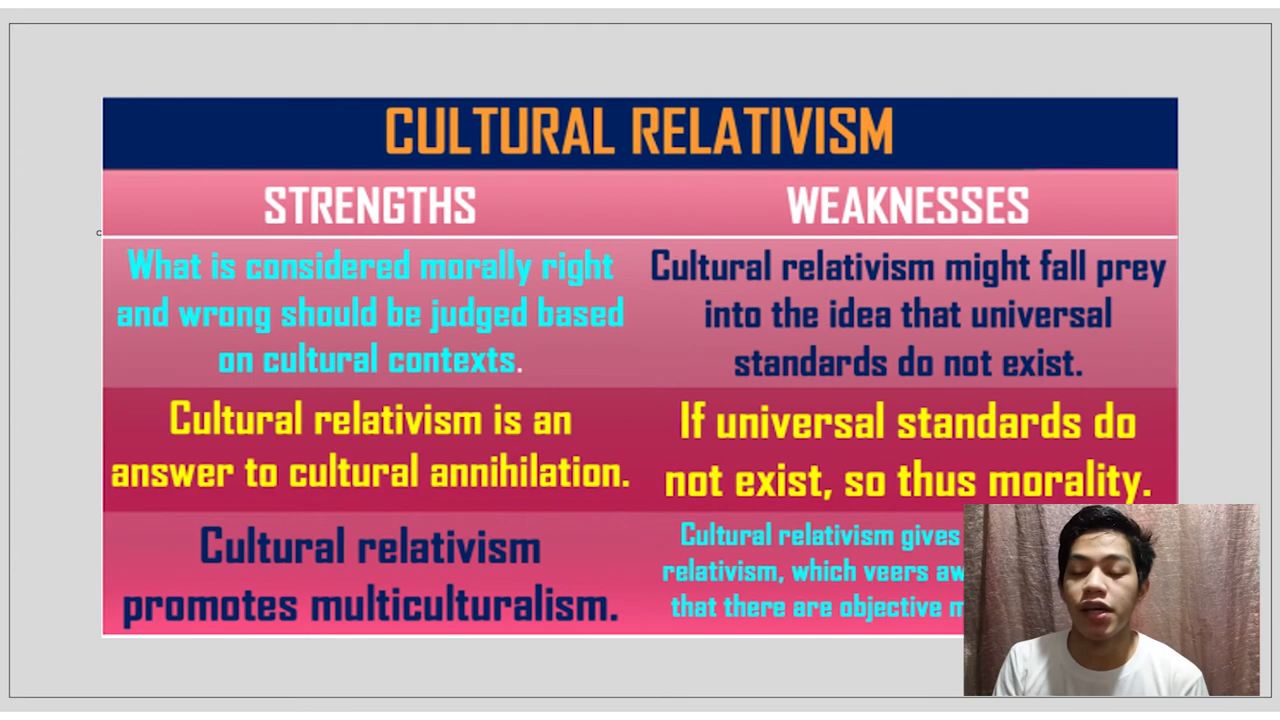 CULTURAL RELATIVISM
STRENGTHS
WEAKNESSES
What is considered morally right
and wrong should be judged based
on cultural contexts.
Cultural relativism might fall prey
into the idea that universal
standards do not exist.
Cultural relativism is an
answer to cultural annihilation.
If universal standards do
not exist, so thus morality.
Cultural relativism
promotes multiculturalism.
Cultural relativism gives
relativism, which veers
that there are objective